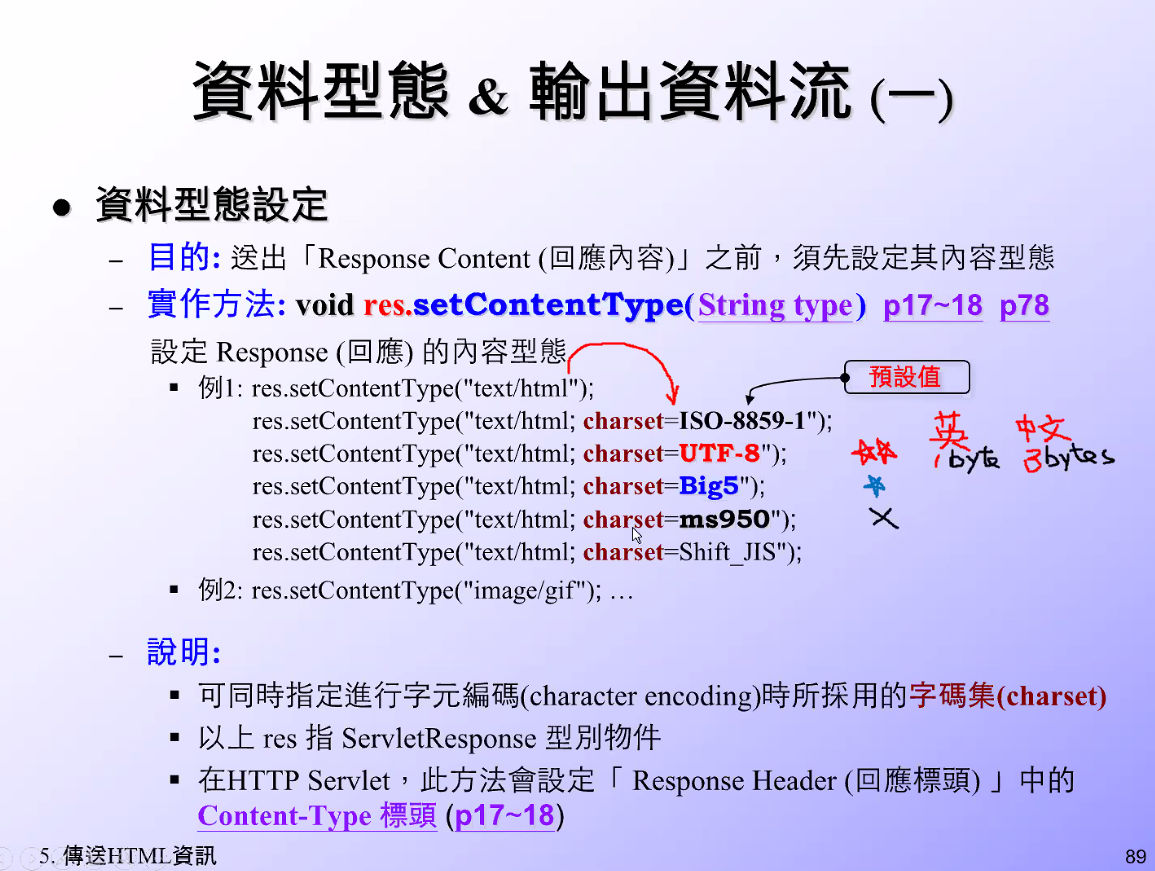 資料型態 & 輸出資料流 (一)
● 資料型態設定
– 目的: 送出「Response Content (回應內容)」之前，須先設定其內容型態
– 實作方法: void res.setContentType(String type) p17~18 p78
設定 Response (回應) 的內容型態
▪ 例1: res.setContentType("text/html");
預設值
res.setContentType("text/html; charset=ISO-8859-1");
res.setContentType("text/html; charset=UTF-8");
英 中文
1byte 3bytes
res.setContentType("text/html; charset=Big5");
res.setContentType("text/html; charset=ms950");
res.setContentType("text/html; charset=Shift_JIS");
▪ 例2: res.setContentType("image/gif"); …
– 說明:
▪ 可同時指定進行字元編碼(character encoding)時所採用的字碼集(charset)
▪ 以上 res 指 ServletResponse 型別物件
▪ 在HTTP Servlet，此方法會設定「 Response Header (回應標頭) 」中的
Content-Type 標頭 (p17~18)
5. 傳送HTML資訊
89